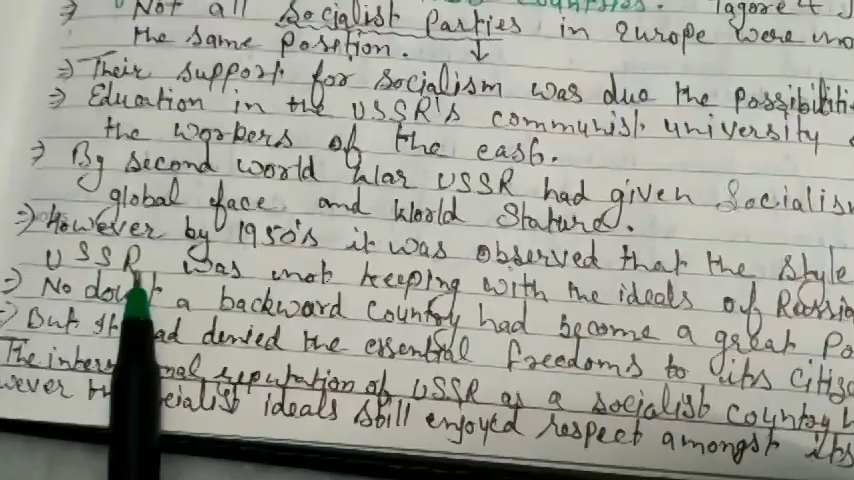 ⇒ Not all Socialist Parties in Europe were
the same Position.
⇒ Their support for socialism was due the Possibiliti
⇒ Eduation in the USSR's communist university
the workers of the east.
⇒ By second world War USSR had given Socialism
global face and World Stature.
⇒ However by 1950's it was observed that the style
USSR was not keeping with the ideals of Russia
⇒ No doubt a backward Country had become a great Po
⇒ But it had denied the essential freedoms to its citize
The international reputation of USSR as a socialist country
wever the socialist ideals still enjoyed respect amongst its